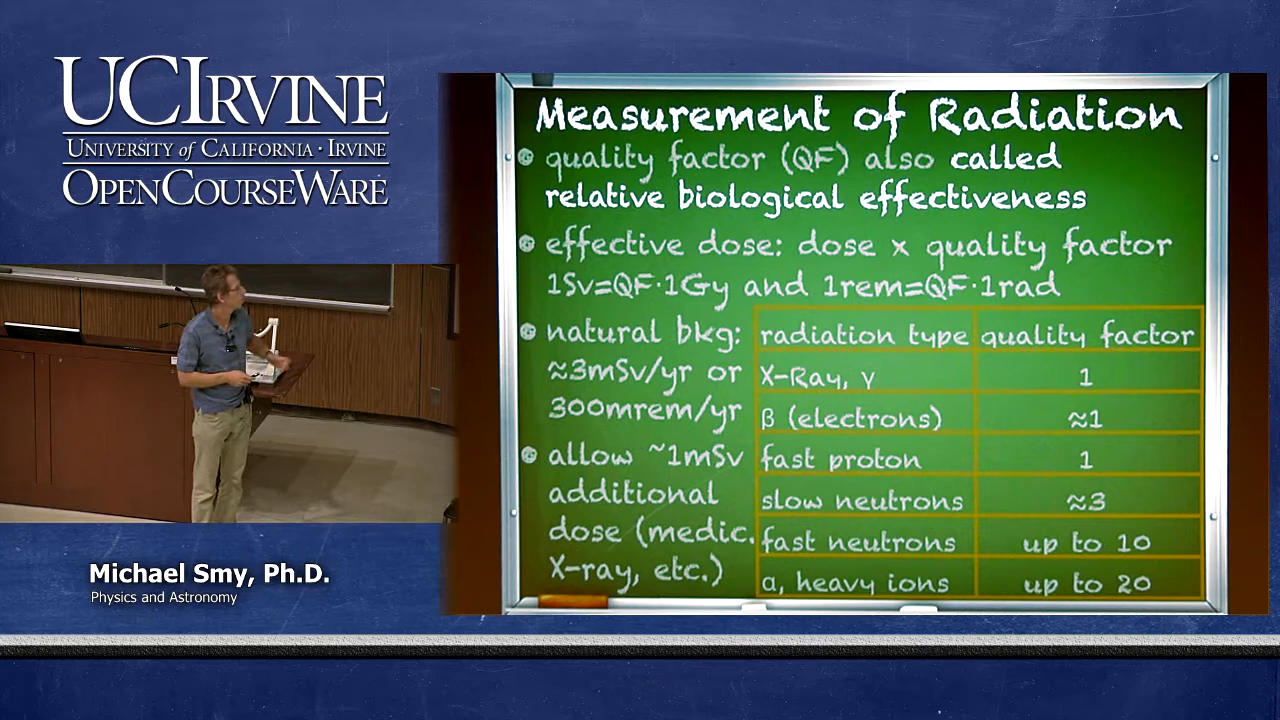 UCIRVINE
UNIVERSITY of CALIFORNIA · IRVINE
OPENCOURSEWARE
Measurement of Radiation
quality factor (QF) also called
relative biological effectiveness
effective dose: dose x quality factor
1Sv=QF·1Gy and 1rem=QF·1rad
natural bkg:
≈3mSv/yr or
300mrem/yr
allow ~1mSv
additional
dose (medic.
X-ray, etc.)
radiation type quality factor
X-Ray, γ 1
β (electrons) ≈1
fast proton 1
slow neutrons ≈3
fast neutrons up to 10
α, heavy ions up to 20
Michael Smy, Ph.D.
Physics and Astronomy